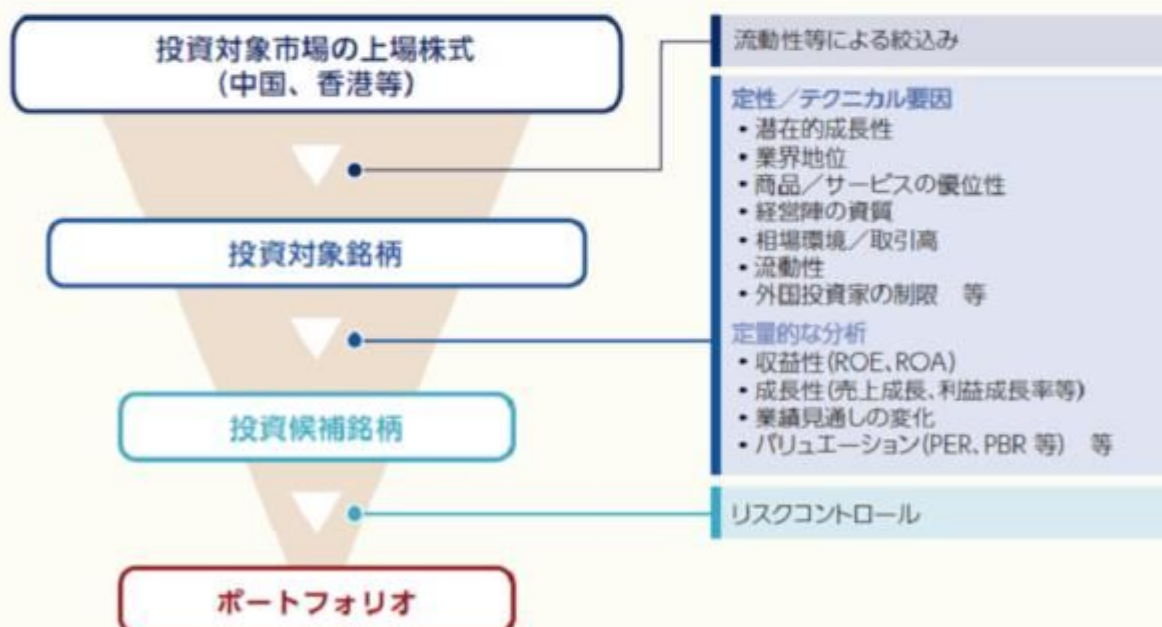 投資対象市場の上場株式
(中国、香港等)
流動性等による絞込み
投資対象銘柄
定性／テクニカル要因
• 潜在的成長性
• 業界地位
• 商品／サービスの優位性
• 経営陣の資質
• 相場環境／取引高
• 流動性
• 外国投資家の制限　等
定量的な分析
• 収益性(ROE、ROA)
• 成長性(売上成長、利益成長率等)
• 業績見通しの変化
• バリュエーション(PER、PBR 等)　等
投資候補銘柄
リスクコントロール
ポートフォリオ